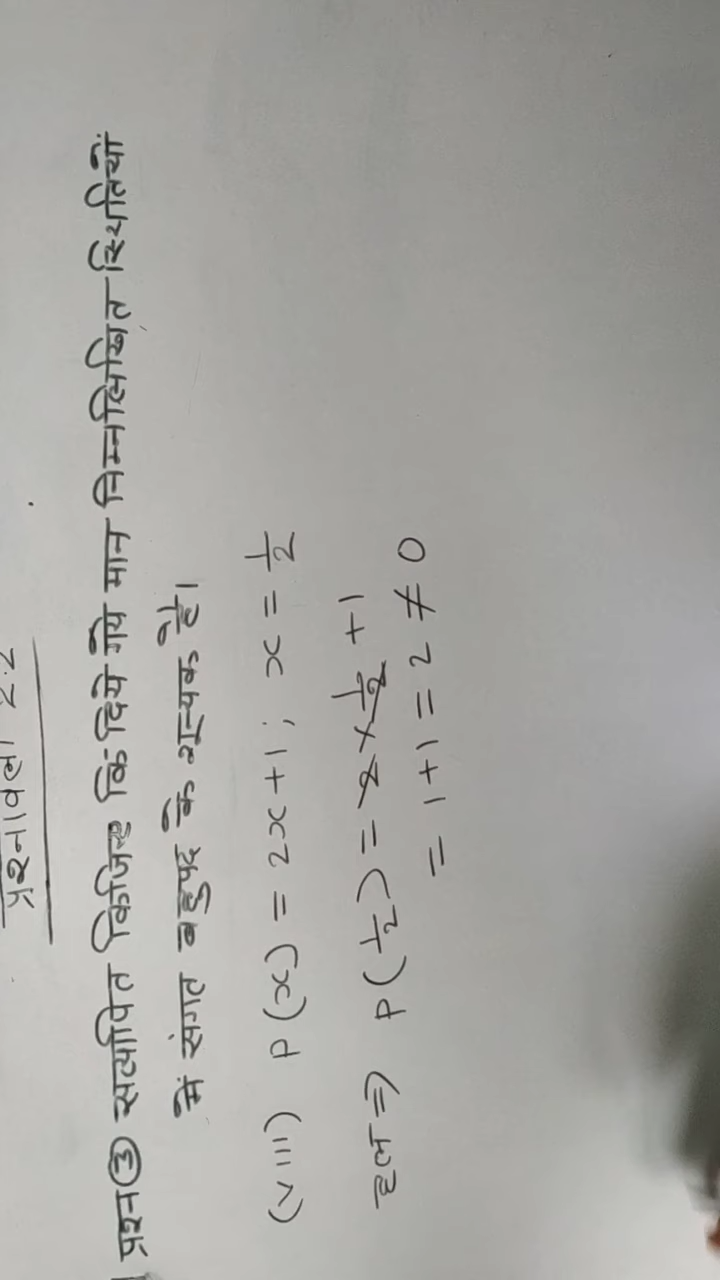 प्रश्नावली 2.2
प्रश्न ③ सत्यापित किजिए कि दिये गये मान निम्नलिखित स्थितियों
में संगत बहुपद के शून्यक है।
(VIII) P(x) = 2x+1; x = 1/2
हल ⇒ P(1/2) = 2 × 1/2 + 1
= 1+1 = 2 ≠ 0